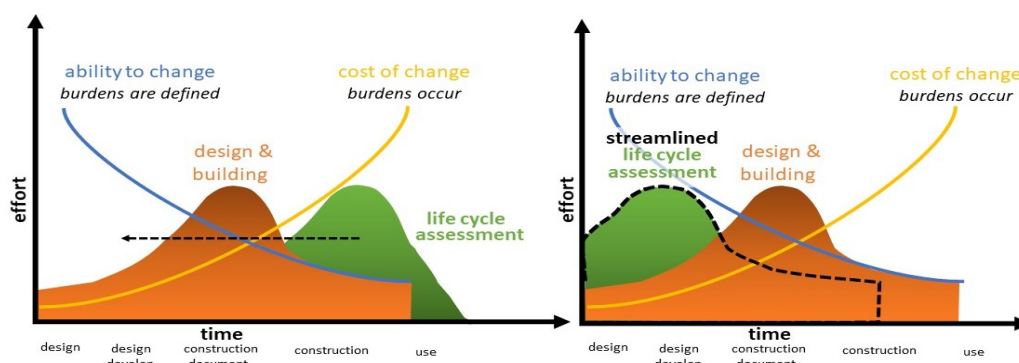 ability to change
burdens are defined
cost of change
burdens occur
design &
building
life cycle
assessment
effort
time
design
design
construction
construction
use
ability to change
burdens are defined
cost of change
burdens occur
streamlined
life cycle
assessment
design &
building
effort
time
design
design
construction
construction
use